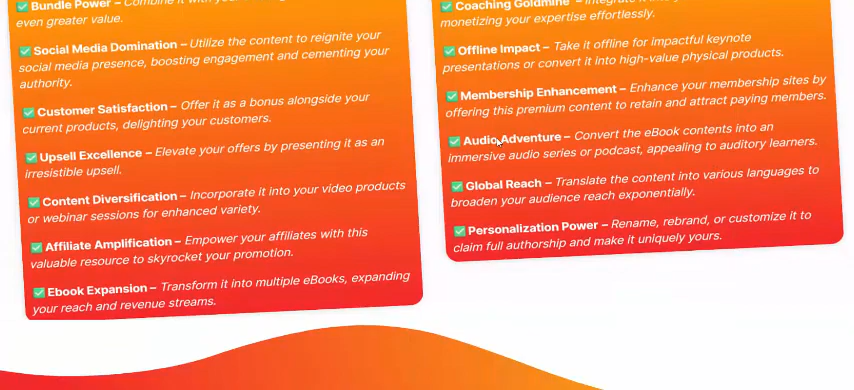 ✅ Bundle Power – Combine it with
even greater value.
✅ Social Media Domination – Utilize the content to reignite your
social media presence, boosting engagement and cementing your
authority.
✅ Customer Satisfaction – Offer it as a bonus alongside your
current products, delighting your customers.
✅ Upsell Excellence – Elevate your offers by presenting it as an
irresistible upsell.
✅ Content Diversification – Incorporate it into your video products
or webinar sessions for enhanced variety.
✅ Affiliate Amplification – Empower your affiliates with this
valuable resource to skyrocket your promotion.
✅ Ebook Expansion – Transform it into multiple eBooks, expanding
your reach and revenue streams.
✅ Coaching Goldmine –
monetizing your expertise effortlessly.
✅ Offline Impact – Take it offline for impactful keynote
presentations or convert it into high-value physical products.
✅ Membership Enhancement – Enhance your membership sites by
offering this premium content to retain and attract paying members.
✅ Audio Adventure – Convert the eBook contents into an
immersive audio series or podcast, appealing to auditory learners.
✅ Global Reach – Translate the content into various languages to
broaden your audience reach exponentially.
✅ Personalization Power – Rename, rebrand, or customize it to
claim full authorship and make it uniquely yours.